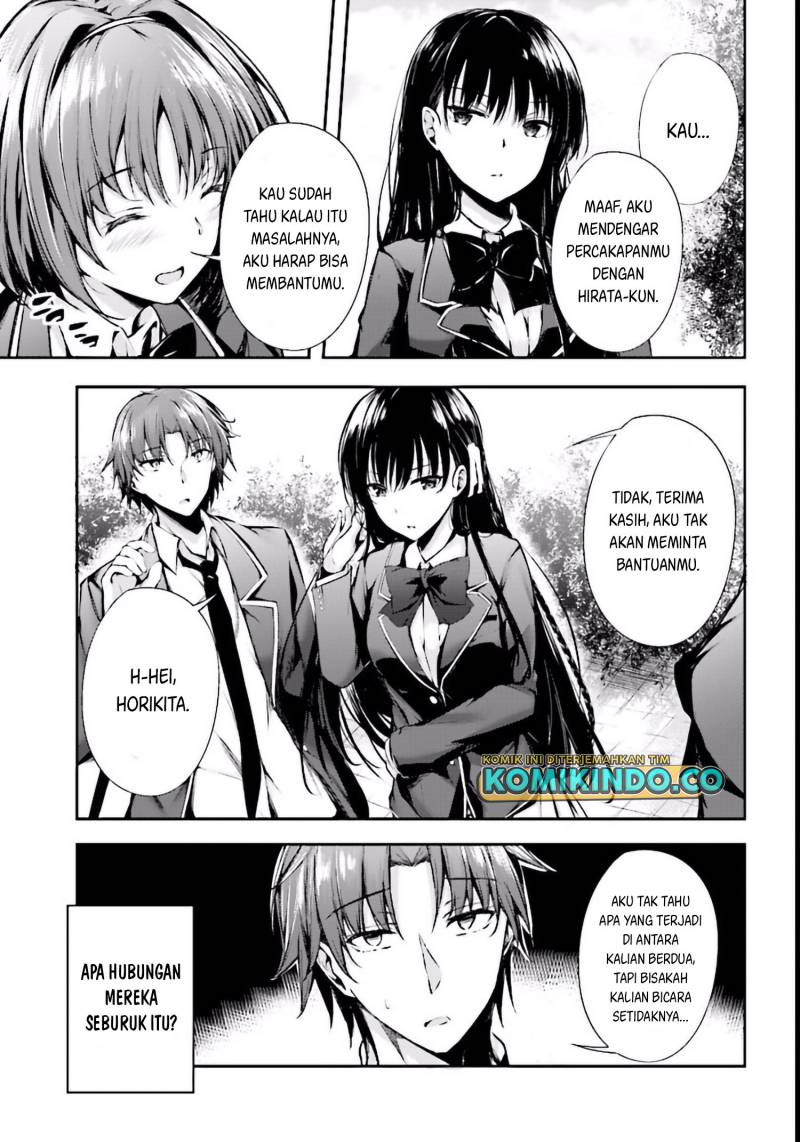 KAU...
MAAF, AKU
MENDENGAR
PERCAKAPANMU
DENGAN
HIRATA-KUN.
KAU SUDAH
TAHU KALAU ITU
MASALAHNYA,
AKU HARAP BISA
MEMBANTUMU.
TIDAK, TERIMA
KASIH, AKU TAK
AKAN MEMINTA
BANTUANMU.
H-HEI,
HORIKITA.
KOMIK INI DITERJEMAHKAN TIM
KOMIKINDO.CO
AKU TAK TAHU
APA YANG TERJADI
DI ANTARA
KALIAN BERDUA,
TAPI BISAKAH
KALIAN BICARA
SETIDAKNYA...
APA HUBUNGAN
MEREKA
SEBURUK ITU?